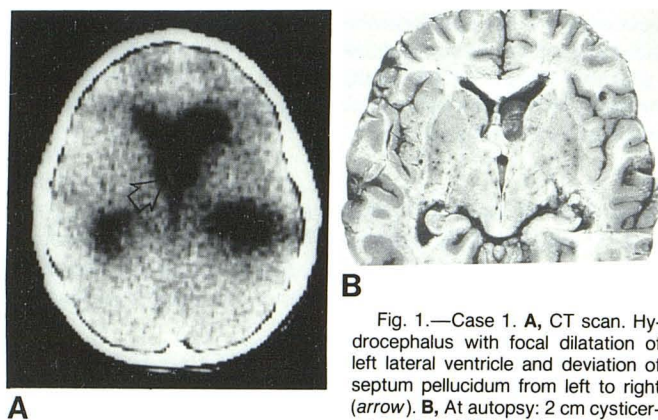 A
B
Fig. 1.—Case 1. A, CT scan. Hy-
drocephalus with focal dilatation of
left lateral ventricle and deviation of
septum pellucidum from left to right
(arrow). B, At autopsy: 2 cm cysticer-